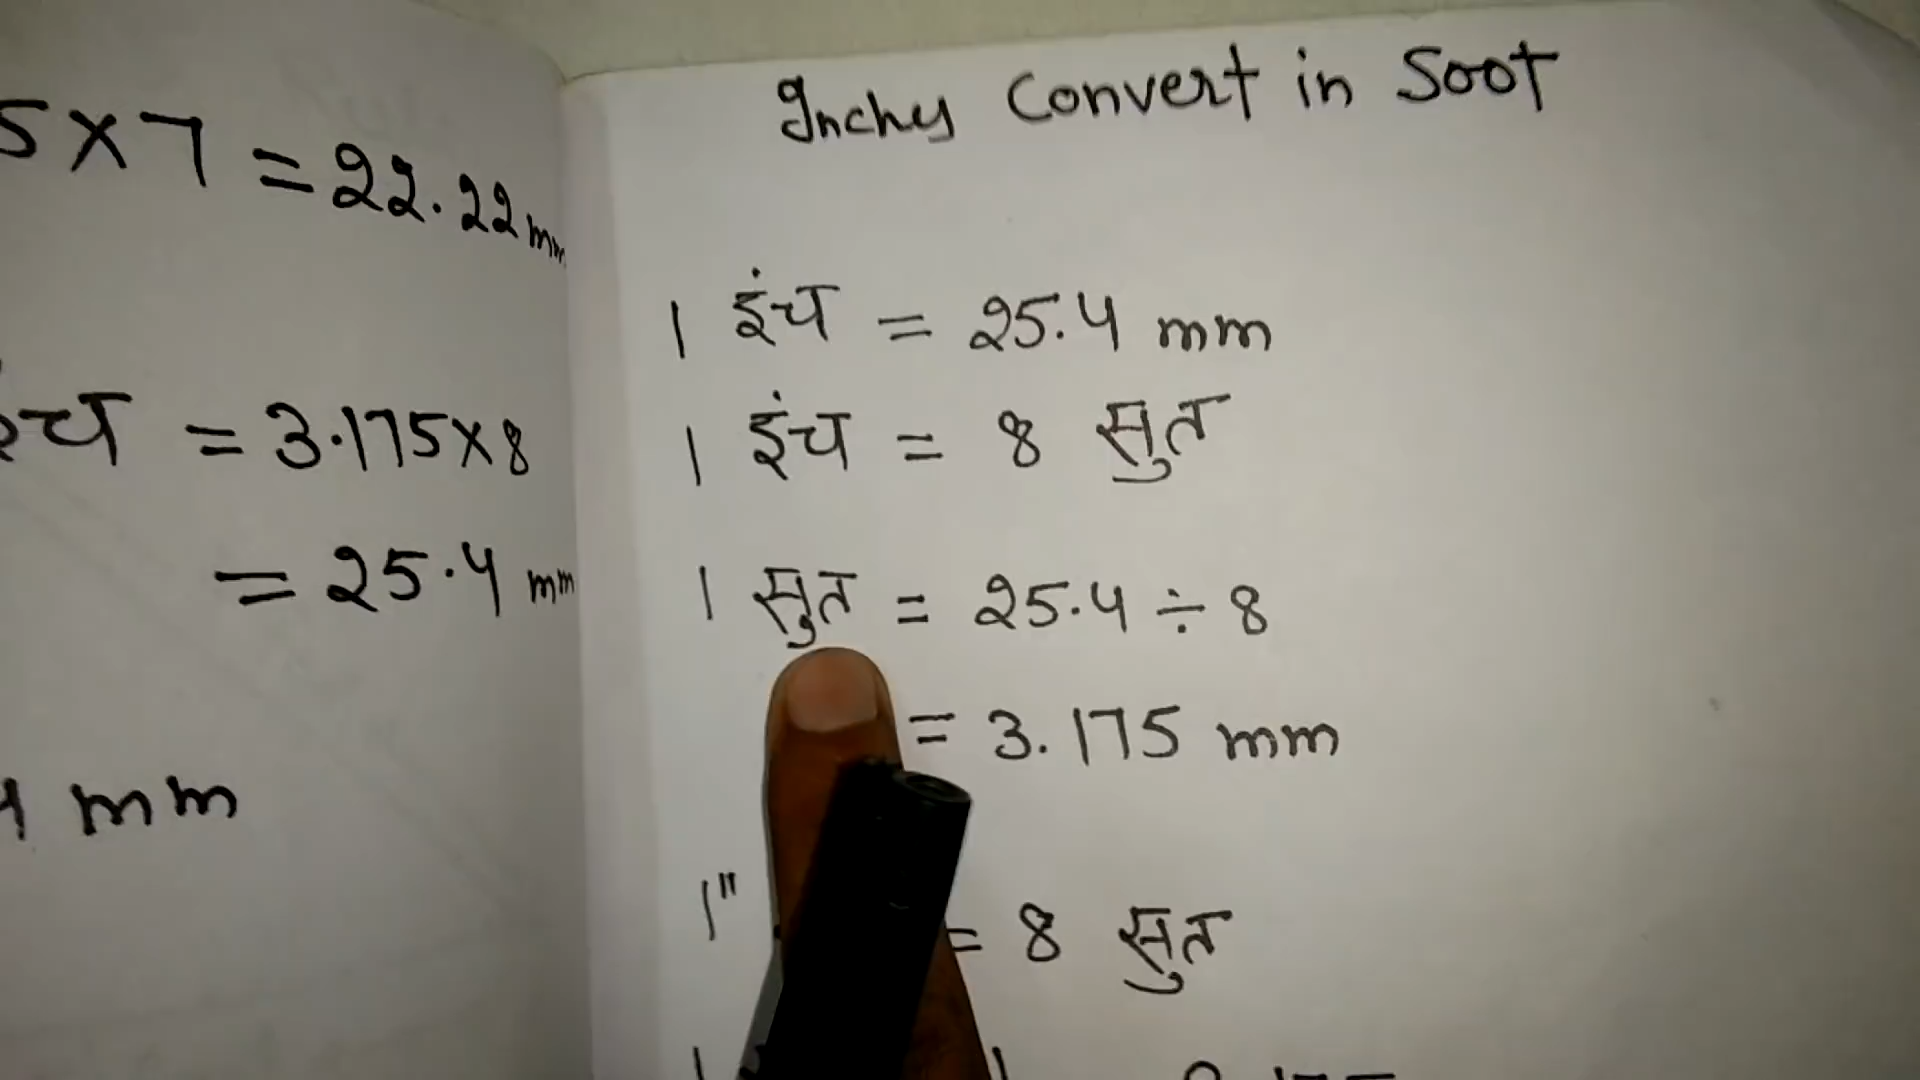 5 × 7 = 22.22 mm
= 3.175 × 8
= 25.4 mm
mm
Inchs Convert in Soot
1 इंच = 25.4 mm
1 इंच = 8 सुत
1 सुत = 25.4 ÷ 8
= 3.175 mm
1" = 8 सुत